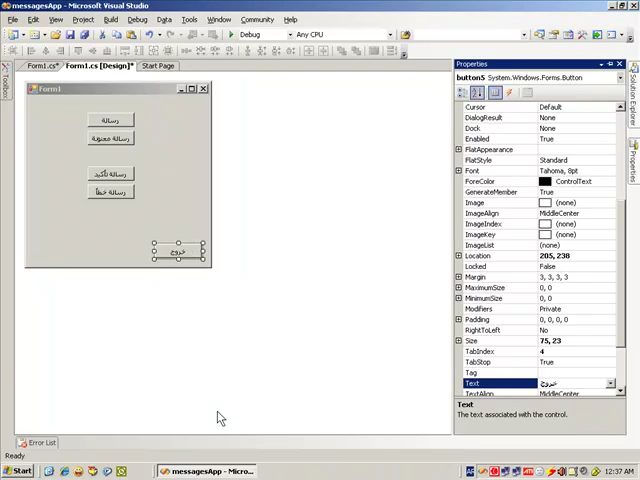 messagesApp - Microsoft Visual Studio
File Edit View Project Build Debug Data Tools Window Community Help
Debug Any CPU
Form1.cs* Form1.cs [Design]* Start Page
Toolbox
Form1
رسالة
رسالة معنونة
رسالة تأكيد
رسالة خطأ
خروج
Properties
button5 System.Windows.Forms.Button
Cursor Default
DialogResult None
Dock None
Enabled True
FlatAppearance
FlatStyle Standard
Font Tahoma, 8pt
ForeColor ControlText
GenerateMember True
Image (none)
ImageAlign MiddleCenter
ImageIndex (none)
ImageKey (none)
ImageList (none)
Location 205, 238
Locked False
Margin 3, 3, 3, 3
MaximumSize 0, 0
MinimumSize 0, 0
Modifiers Private
Padding 0, 0, 0, 0
RightToLeft No
Size 75, 23
TabIndex 4
TabStop True
Tag
Text خروج
TextAlign MiddleCenter
Text
The text associated with the control.
Solution Explorer
Properties
Error List
Ready
Start messagesApp - Micro... 12:37 AM